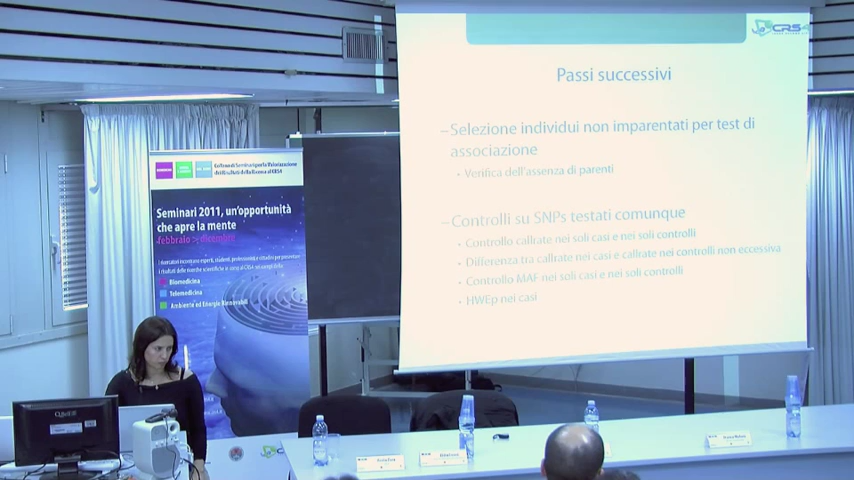 CRS4
Passi successivi
–Selezione individui non imparentati per test di
associazione
• Verifica dell'assenza di parenti
–Controlli su SNPs testati comunque
• Controllo callrate nei soli casi e nei soli controlli
• Differenza tra callrate nei casi e callrate nei controlli non eccessiva
• Controllo MAF nei soli casi e nei soli controlli
• HWEp nei casi
Seminari 2011, un'opportunità
che apre la mente
febbraio > dicembre
Biomedicina
Telemedicina
Ambiente ed Energie Rinnovabili